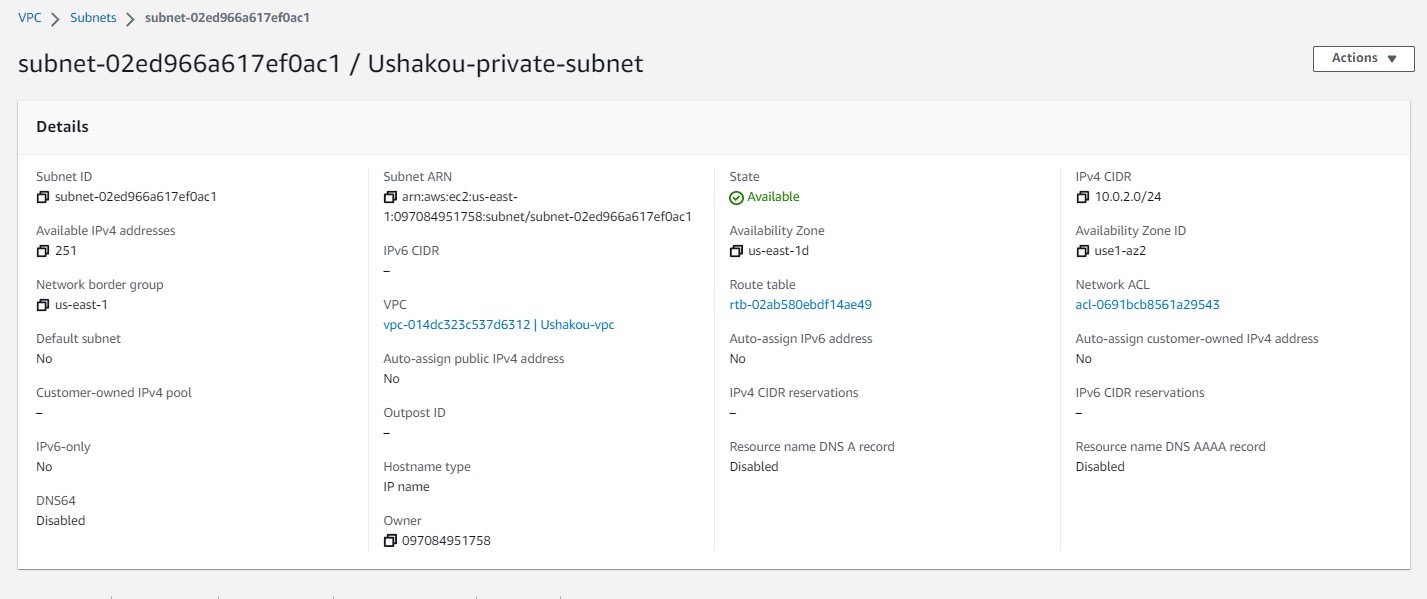 VPC > Subnets > subnet-02ed966a617ef0ac1
subnet-02ed966a617ef0ac1 / Ushakou-private-subnet
Actions
Details
Subnet ID
subnet-02ed966a617ef0ac1
Available IPv4 addresses
251
Network border group
us-east-1
Default subnet
No
Customer-owned IPv4 pool
–
IPv6-only
No
DNS64
Disabled
Subnet ARN
arn:aws:ec2:us-east-
1:097084951758:subnet/subnet-02ed966a617ef0ac1
IPv6 CIDR
–
VPC
vpc-014dc323c537d6312 | Ushakou-vpc
Auto-assign public IPv4 address
No
Outpost ID
–
Hostname type
IP name
Owner
097084951758
State
Available
Availability Zone
us-east-1d
Route table
rtb-02ab580ebdf14ae49
Auto-assign IPv6 address
No
IPv4 CIDR reservations
–
Resource name DNS A record
Disabled
IPv4 CIDR
10.0.2.0/24
Availability Zone ID
use1-az2
Network ACL
acl-0691bcb8561a29543
Auto-assign customer-owned IPv4 address
No
IPv6 CIDR reservations
–
Resource name DNS AAAA record
Disabled